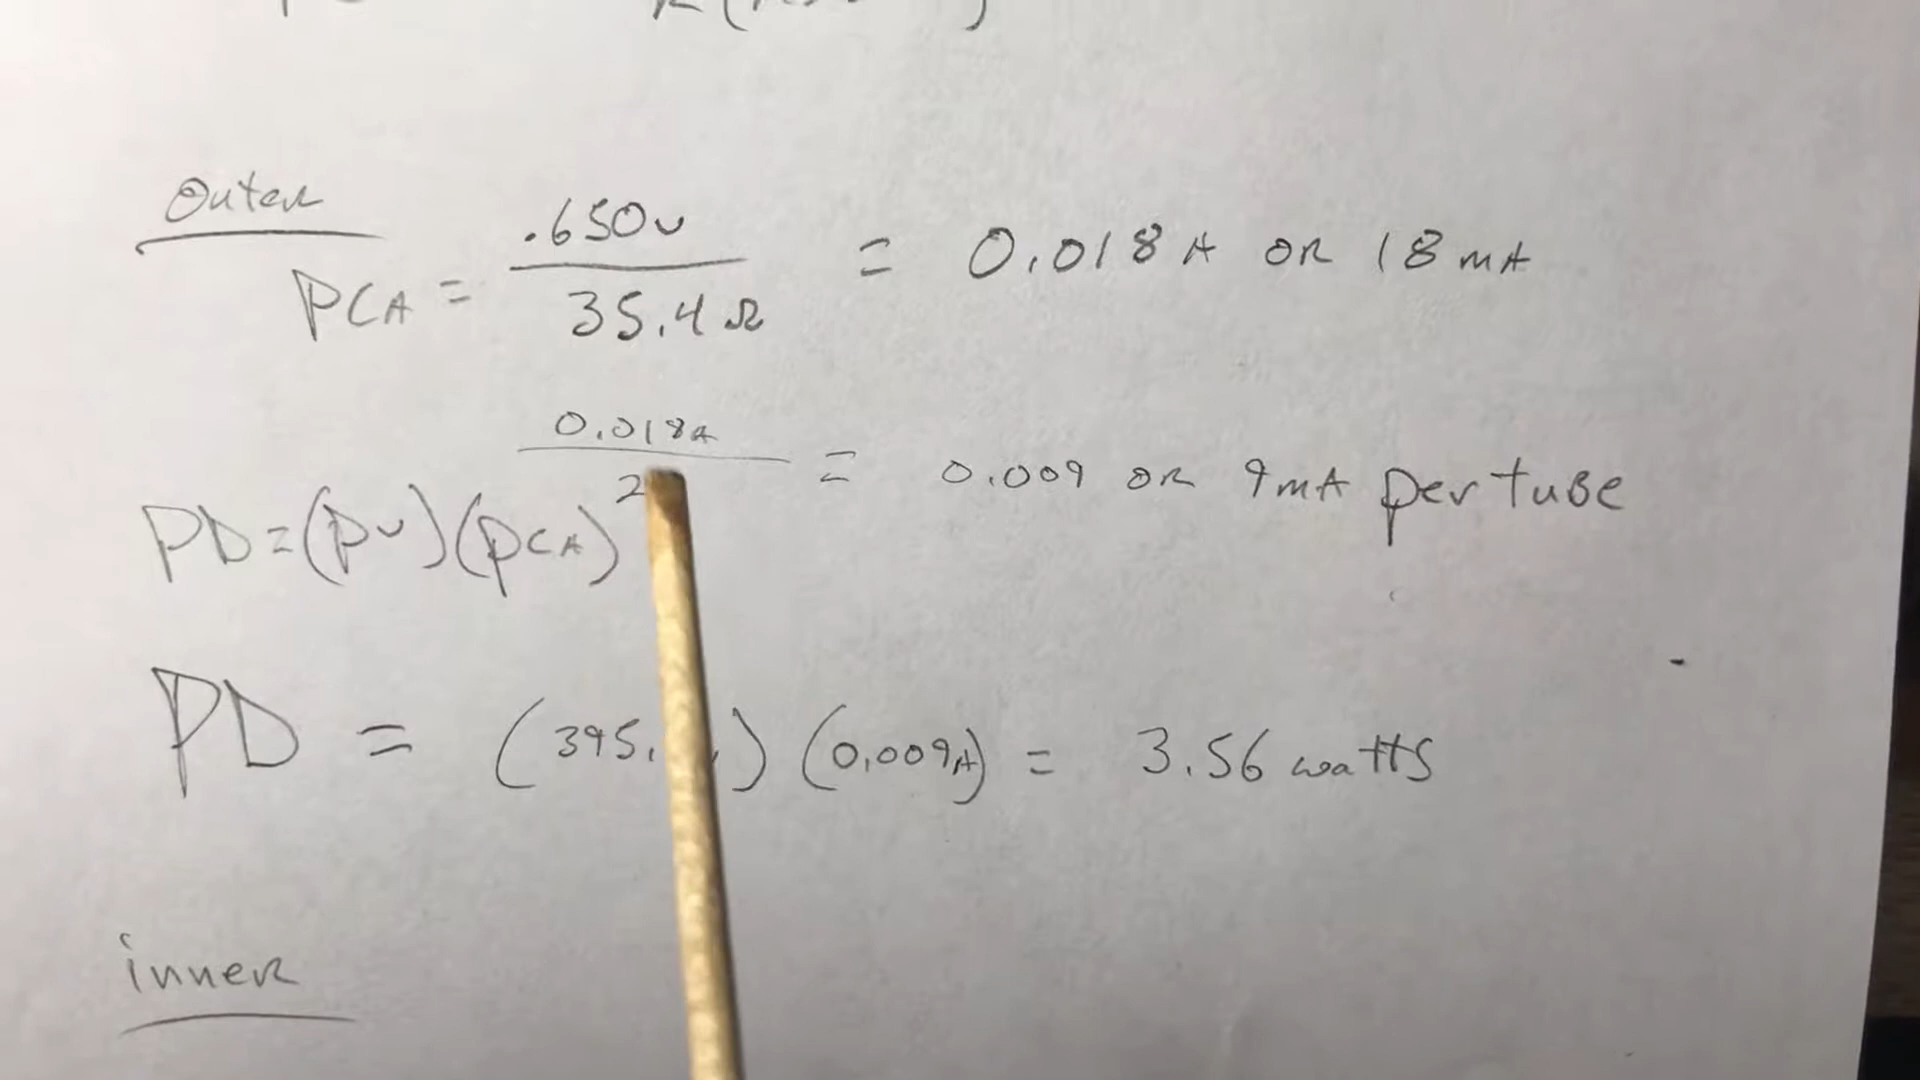 Outer
PCA = .650v / 35.4Ω = 0.018A OR 18mA
0.018A / 2 = 0.009 OR 9mA per tube
PD=(pv)(pCA)
PD = (395. ) (0.009A) = 3.56 watts
inner